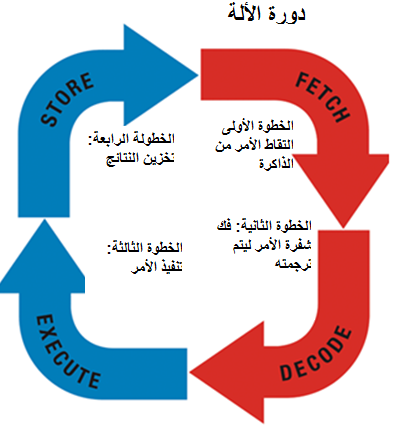 دورة الألة
FETCH
الخطوة الأولى
التقاط الأمر من
الذاكرة
DECODE
الخطوة الثانية: فك
شفرة الأمر ليتم
ترجمته
EXECUTE
الخطوة الثالثة:
تنفيذ الأمر
STORE
الخطولة الرابعة:
تخزين النتائج